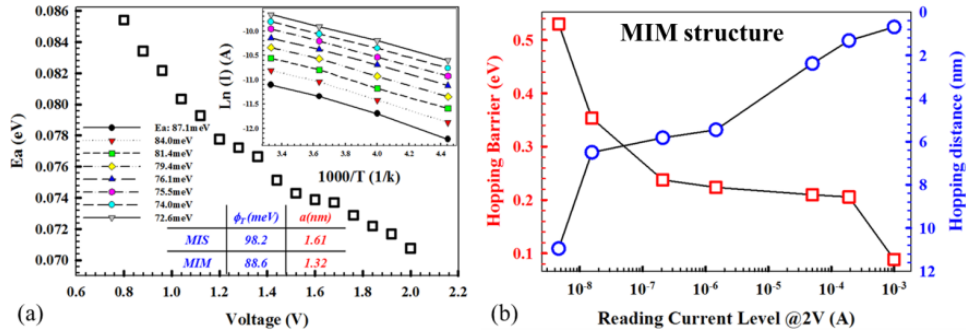 0.086
0.084
0.082
0.080
0.078
0.076
0.074
0.072
0.070
Ea (eV)
0.6 0.8 1.0 1.2 1.4 1.6 1.8 2.0 2.2
Voltage (V)
(a)
Ln (I) (A)
-10.0
-10.5
-11.0
-11.5
-12.0
3.4 3.6 3.8 4.0 4.2 4.4
1000/T (1/k)
Ea: 87.1meV
84.0meV
81.4meV
79.4meV
76.1meV
75.5meV
74.0meV
72.6meV
ϕT (meV) a(nm)
MIS 98.2 1.61
MIM 88.6 1.32
MIM structure
Hopping Barrier (eV)
0.5
0.4
0.3
0.2
0.1
Hopping distance (nm)
0
2
4
6
8
10
12
10-8 10-7 10-6 10-5 10-4 10-3
Reading Current Level @2V (A)
(b)